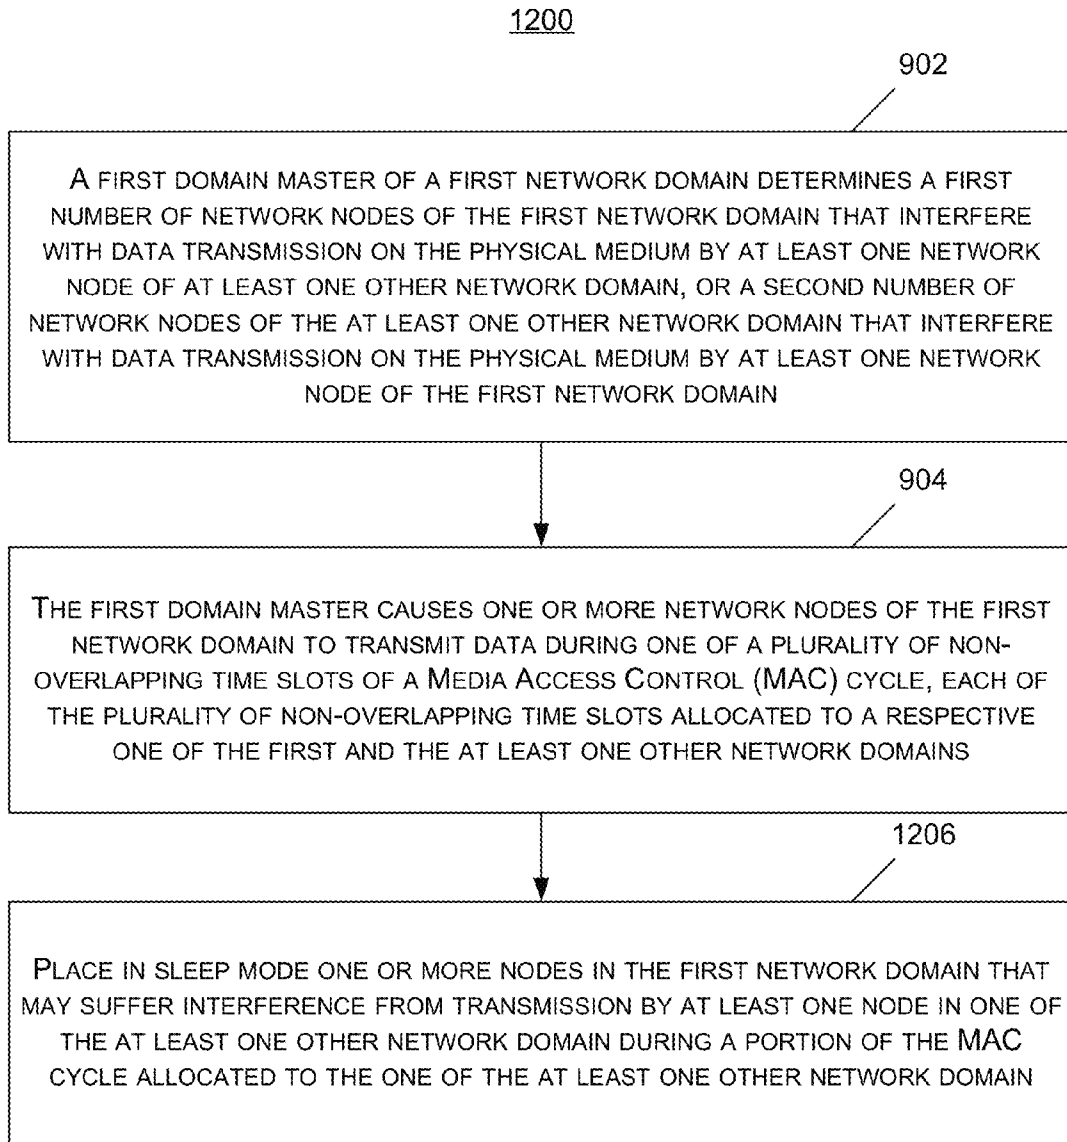 1200
902
A FIRST DOMAIN MASTER OF A FIRST NETWORK DOMAIN DETERMINES A FIRST
NUMBER OF NETWORK NODES OF THE FIRST NETWORK DOMAIN THAT INTERFERE
WITH DATA TRANSMISSION ON THE PHYSICAL MEDIUM BY AT LEAST ONE NETWORK
NODE OF AT LEAST ONE OTHER NETWORK DOMAIN, OR A SECOND NUMBER OF
NETWORK NODES OF THE AT LEAST ONE OTHER NETWORK DOMAIN THAT INTERFERE
WITH DATA TRANSMISSION ON THE PHYSICAL MEDIUM BY AT LEAST ONE NETWORK
NODE OF THE FIRST NETWORK DOMAIN
904
THE FIRST DOMAIN MASTER CAUSES ONE OR MORE NETWORK NODES OF THE FIRST
NETWORK DOMAIN TO TRANSMIT DATA DURING ONE OF A PLURALITY OF NON-
OVERLAPPING TIME SLOTS OF A MEDIA ACCESS CONTROL (MAC) CYCLE, EACH OF
THE PLURALITY OF NON-OVERLAPPING TIME SLOTS ALLOCATED TO A RESPECTIVE
ONE OF THE FIRST AND THE AT LEAST ONE OTHER NETWORK DOMAINS
1206
PLACE IN SLEEP MODE ONE OR MORE NODES IN THE FIRST NETWORK DOMAIN THAT
MAY SUFFER INTERFERENCE FROM TRANSMISSION BY AT LEAST ONE NODE IN ONE OF
THE AT LEAST ONE OTHER NETWORK DOMAIN DURING A PORTION OF THE MAC
CYCLE ALLOCATED TO THE ONE OF THE AT LEAST ONE OTHER NETWORK DOMAIN